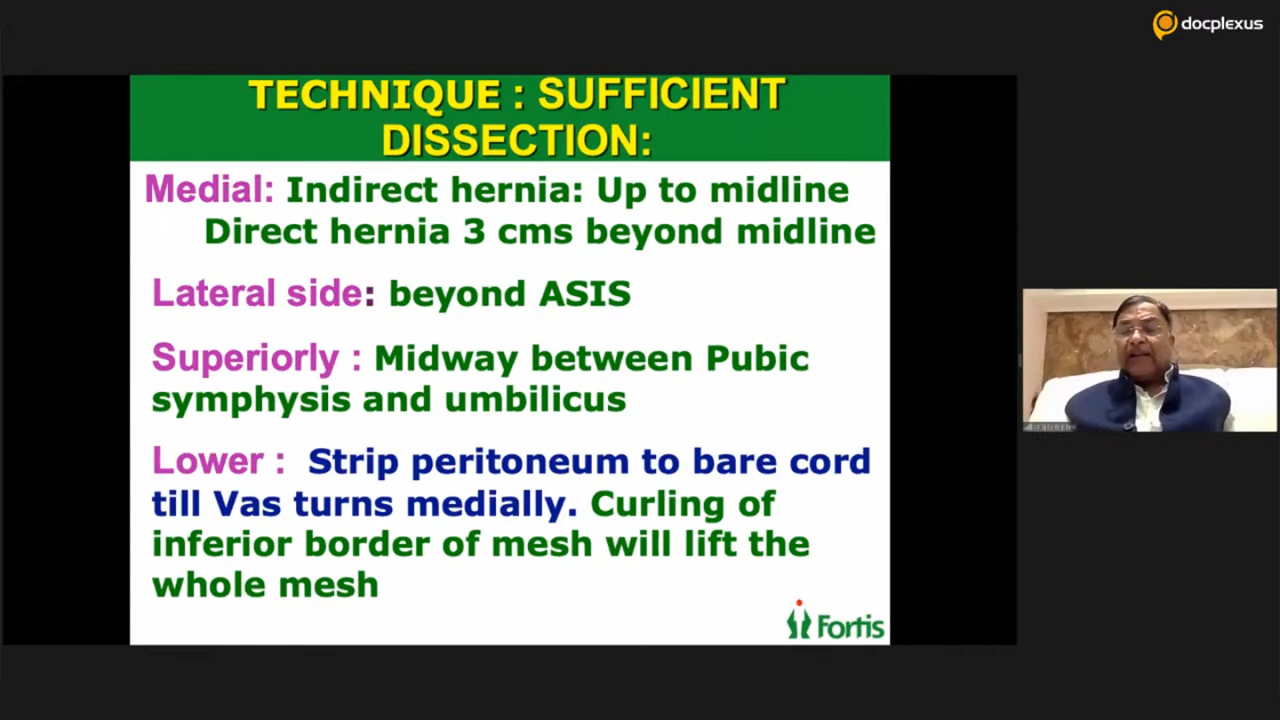 docplexus
TECHNIQUE : SUFFICIENT
DISSECTION:
Medial: Indirect hernia: Up to midline
Direct hernia 3 cms beyond midline
Lateral side: beyond ASIS
Superiorly : Midway between Pubic
symphysis and umbilicus
Lower : Strip peritoneum to bare cord
till Vas turns medially. Curling of
inferior border of mesh will lift the
whole mesh
Fortis